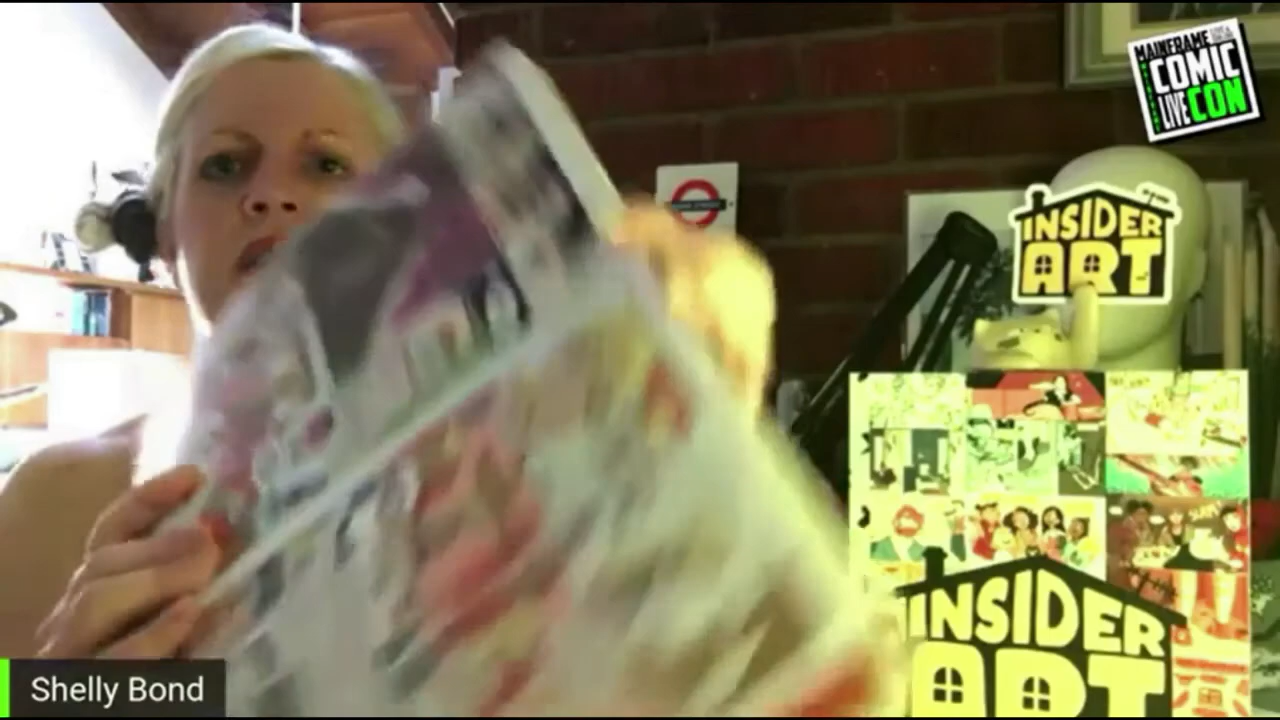 MAINFRAME
COMIC
LIVE CON
INSIDER
ART
INSIDER
ART
Shelly Bond